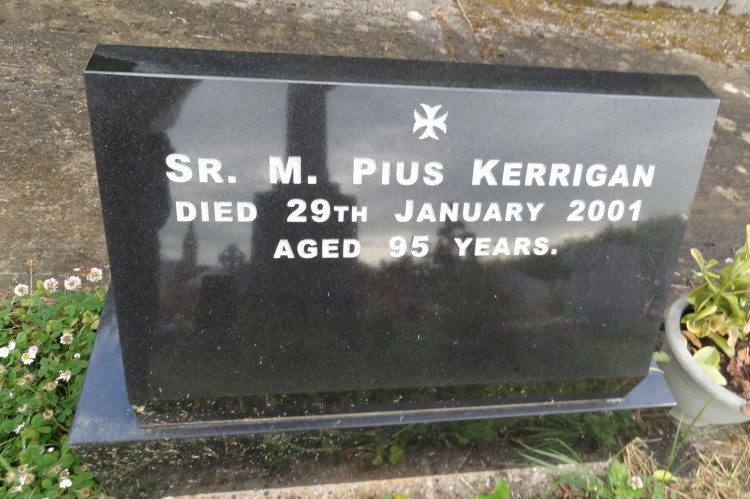 Sr. M. Pius Kerrigan
died 29th January 2001
aged 95 years.